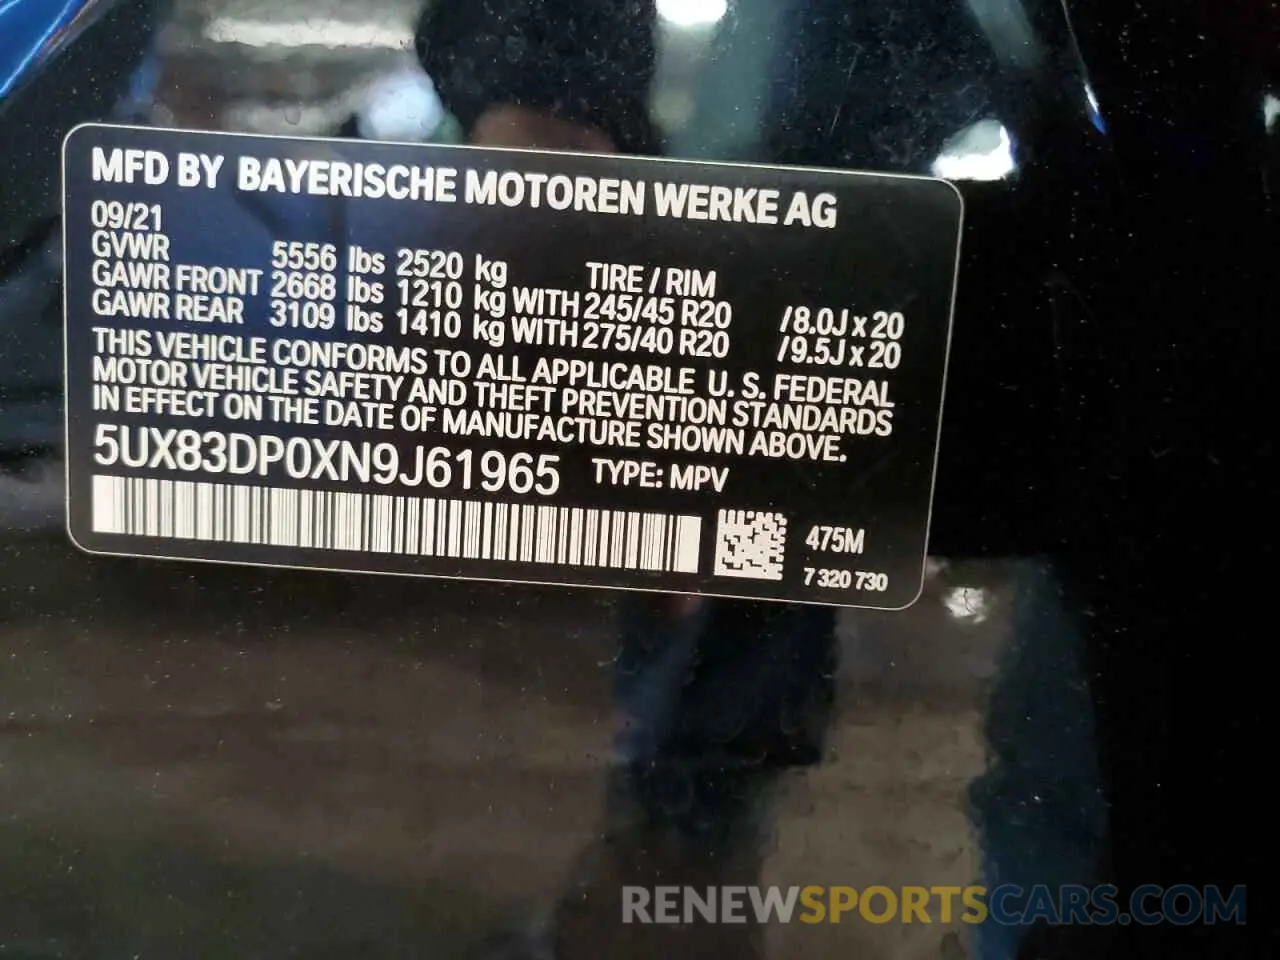 MFD BY BAYERISCHE MOTOREN WERKE AG
09/21
GVWR 5556 lbs 2520 kg TIRE / RIM
GAWR FRONT 2668 lbs 1210 kg WITH 245/45 R20 /8.0J x 20
GAWR REAR 3109 lbs 1410 kg WITH 275/40 R20 /9.5J x 20
THIS VEHICLE CONFORMS TO ALL APPLICABLE U. S. FEDERAL
MOTOR VEHICLE SAFETY AND THEFT PREVENTION STANDARDS
IN EFFECT ON THE DATE OF MANUFACTURE SHOWN ABOVE.
5UX83DP0XN9J61965 TYPE: MPV
475M
7 320 730
RENEWSPORTSCARS.COM